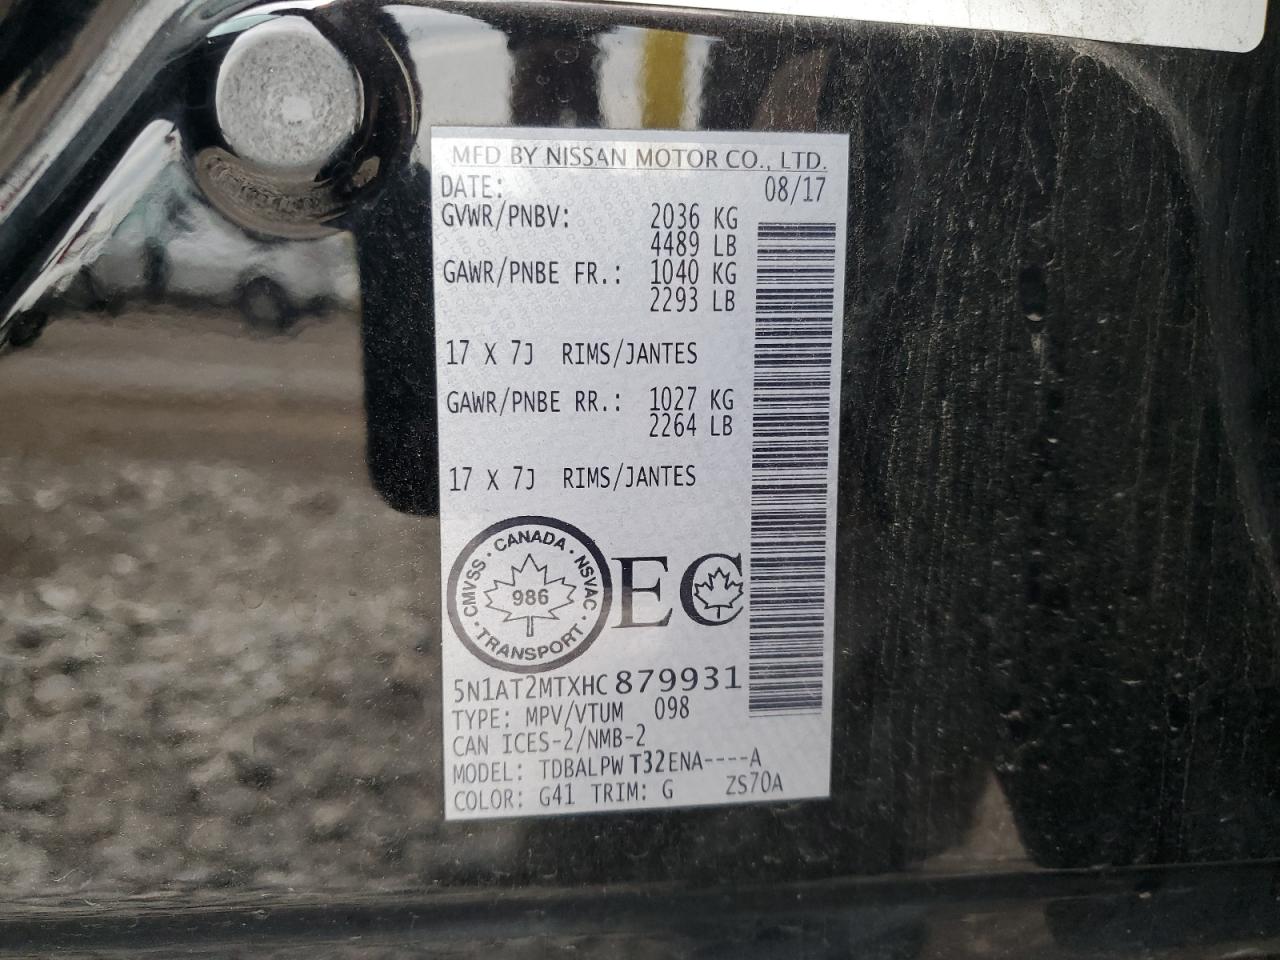 MFD BY NISSAN MOTOR CO., LTD.
DATE: 08/17
GVWR/PNBV: 2036 KG
4489 LB
GAWR/PNBE FR.: 1040 KG
2293 LB
17 X 7J RIMS/JANTES
GAWR/PNBE RR.: 1027 KG
2264 LB
17 X 7J RIMS/JANTES
CMVSS · CANADA · NSVAC · TRANSPORT ·
986
EC
5N1AT2MTXHC879931
TYPE: MPV/VTUM 098
CAN ICES-2/NMB-2
MODEL: TDBALPW T32ENA----A
COLOR: G41 TRIM: G ZS70A